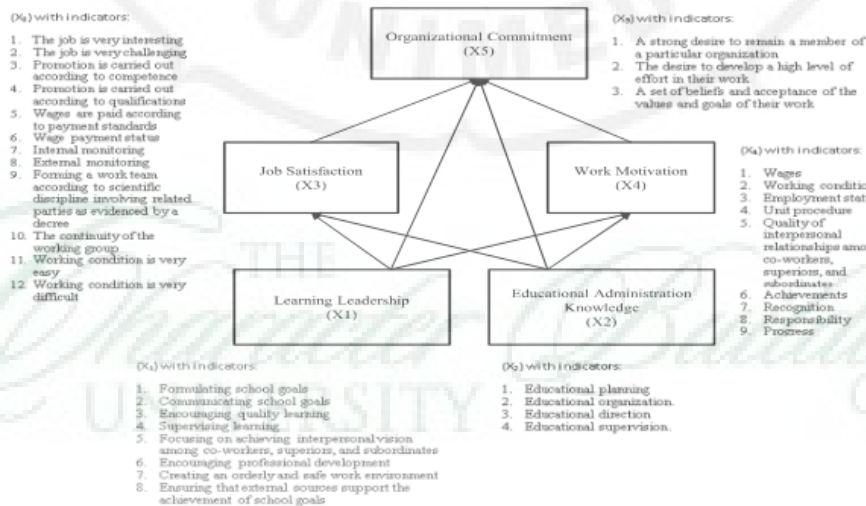 (X₃) with indicators:
1. The job is very interesting
2. The job is very challenging
3. Promotion is carried out
according to competence
4. Promotion is carried out
according to qualifications
5. Wages are paid according
to payment standards
6. Wage payment status
7. Internal monitoring
8. External monitoring
9. Forming a work team
according to scientific
discipline involving related
parties as evidenced by a
decree
10. The continuity of the
working group
11. Working condition is very
easy
12. Working condition is very
difficult
Organizational Commitment
(X5)
(X₅) with indicators:
1. A strong desire to remain a member of
a particular organization
2. The desire to develop a high level of
effort in their work
3. A set of beliefs and acceptance of the
values and goals of their work
Job Satisfaction
(X3)
Work Motivation
(X4)
(X₄) with indicators:
1. Wages
2. Working conditio
3. Employment stat
4. Unit procedure
5. Quality of
interpersonal
relationships amo
co-workers,
superiors, and
subordinates
6. Achievements
7. Recognition
8. Responsibility
9. Progress
THE
Learning Leadership
(X1)
Educational Administration
Knowledge
(X2)
(X₁) with indicators:
1. Formulating school goals
2. Communicating school goals
3. Encouraging quality learning
4. Supervising learning
5. Focusing on achieving interpersonal vision
among co-workers, superiors, and subordinates
6. Encouraging professional development
7. Creating an orderly and safe work environment
8. Ensuring that external sources support the
achievement of school goals
(X₂) with indicators:
1. Educational planning
2. Educational organization.
3. Educational direction
4. Educational supervision.
UNIVERSITY